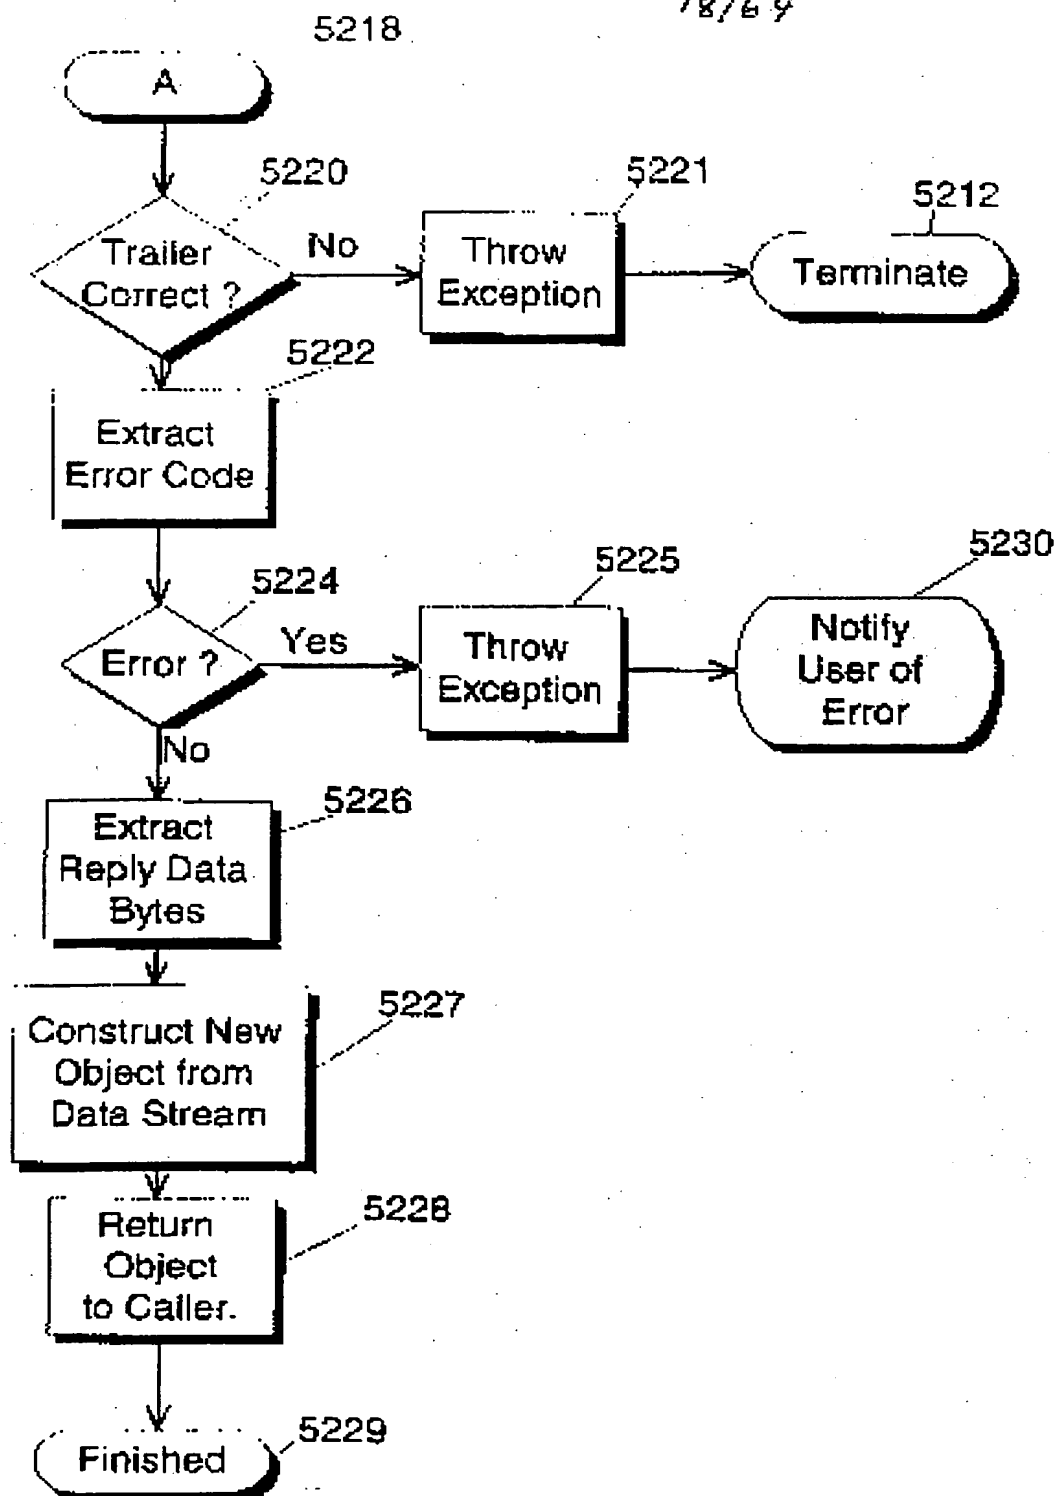 18/69
5218
A
5220
5221
5212
Trailer
Correct ?
No
Throw
Exception
Terminate
5222
Extract
Error Code
5224
5225
5230
Error ?
Yes
Throw
Exception
Notify
User of
Error
No
5226
Extract
Reply Data
Bytes
5227
Construct New
Object from
Data Stream
5228
Return
Object
to Caller.
5229
Finished